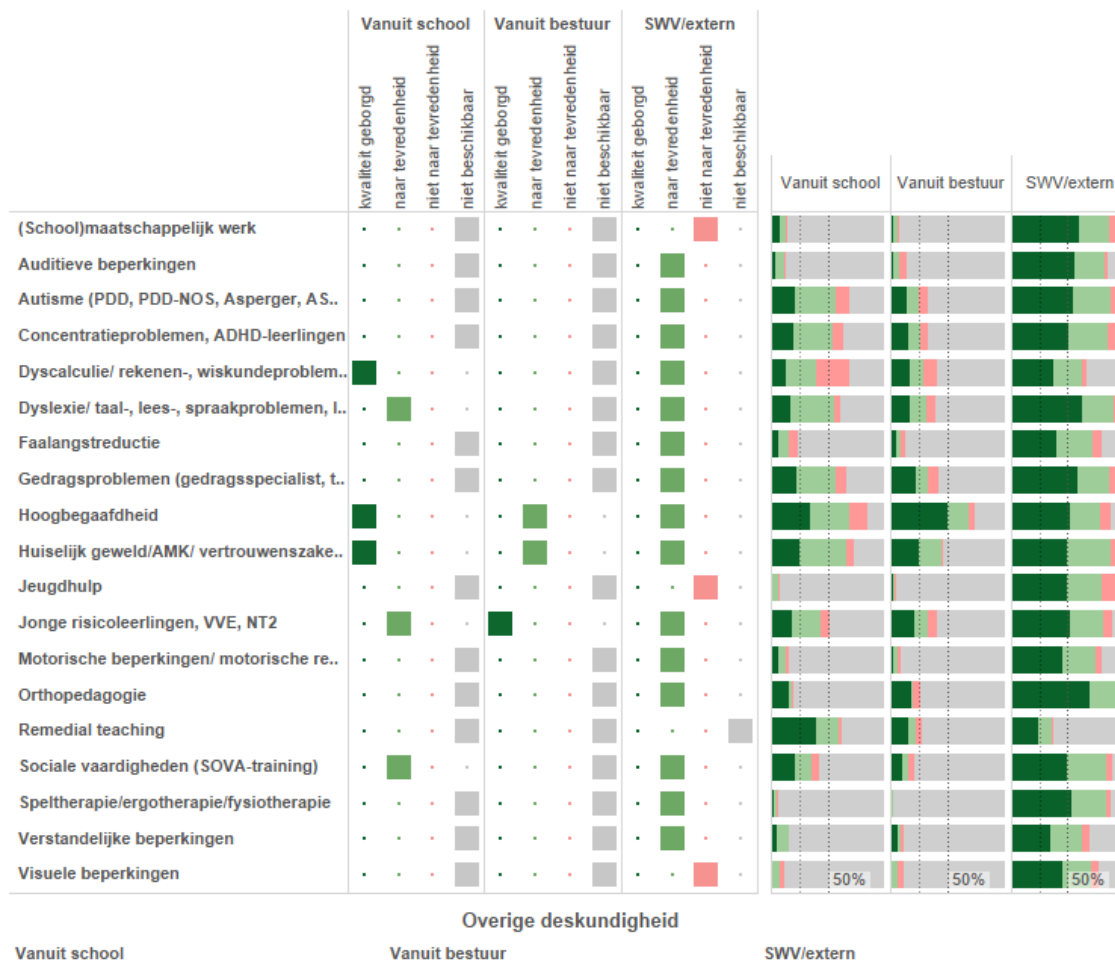 Vanuit school Vanuit bestuur SWV/extern
kwaliteit geborgd naar tevredenheid niet naar tevredenheid niet beschikbaar kwaliteit geborgd naar tevredenheid niet naar tevredenheid niet beschikbaar kwaliteit geborgd naar tevredenheid niet naar tevredenheid niet beschikbaar
Vanuit school Vanuit bestuur SWV/extern
(School)maatschappelijk werk
Auditieve beperkingen
Autisme (PDD, PDD-NOS, Asperger, AS..
Concentratieproblemen, ADHD-leerlingen
Dyscalculie/ rekenen-, wiskundeproblem..
Dyslexie/ taal-, lees-, spraakproblemen, l..
Faalangstreductie
Gedragsproblemen (gedragsspecialist, t..
Hoogbegaafdheid
Huiselijk geweld/AMK/ vertrouwenszake..
Jeugdhulp
Jonge risicoleerlingen, VVE, NT2
Motorische beperkingen/ motorische re..
Orthopedagogie
Remedial teaching
Sociale vaardigheden (SOVA-training)
Speltherapie/ergotherapie/fysiotherapie
Verstandelijke beperkingen
Visuele beperkingen 50% 50% 50%
Overige deskundigheid
Vanuit school Vanuit bestuur SWV/extern